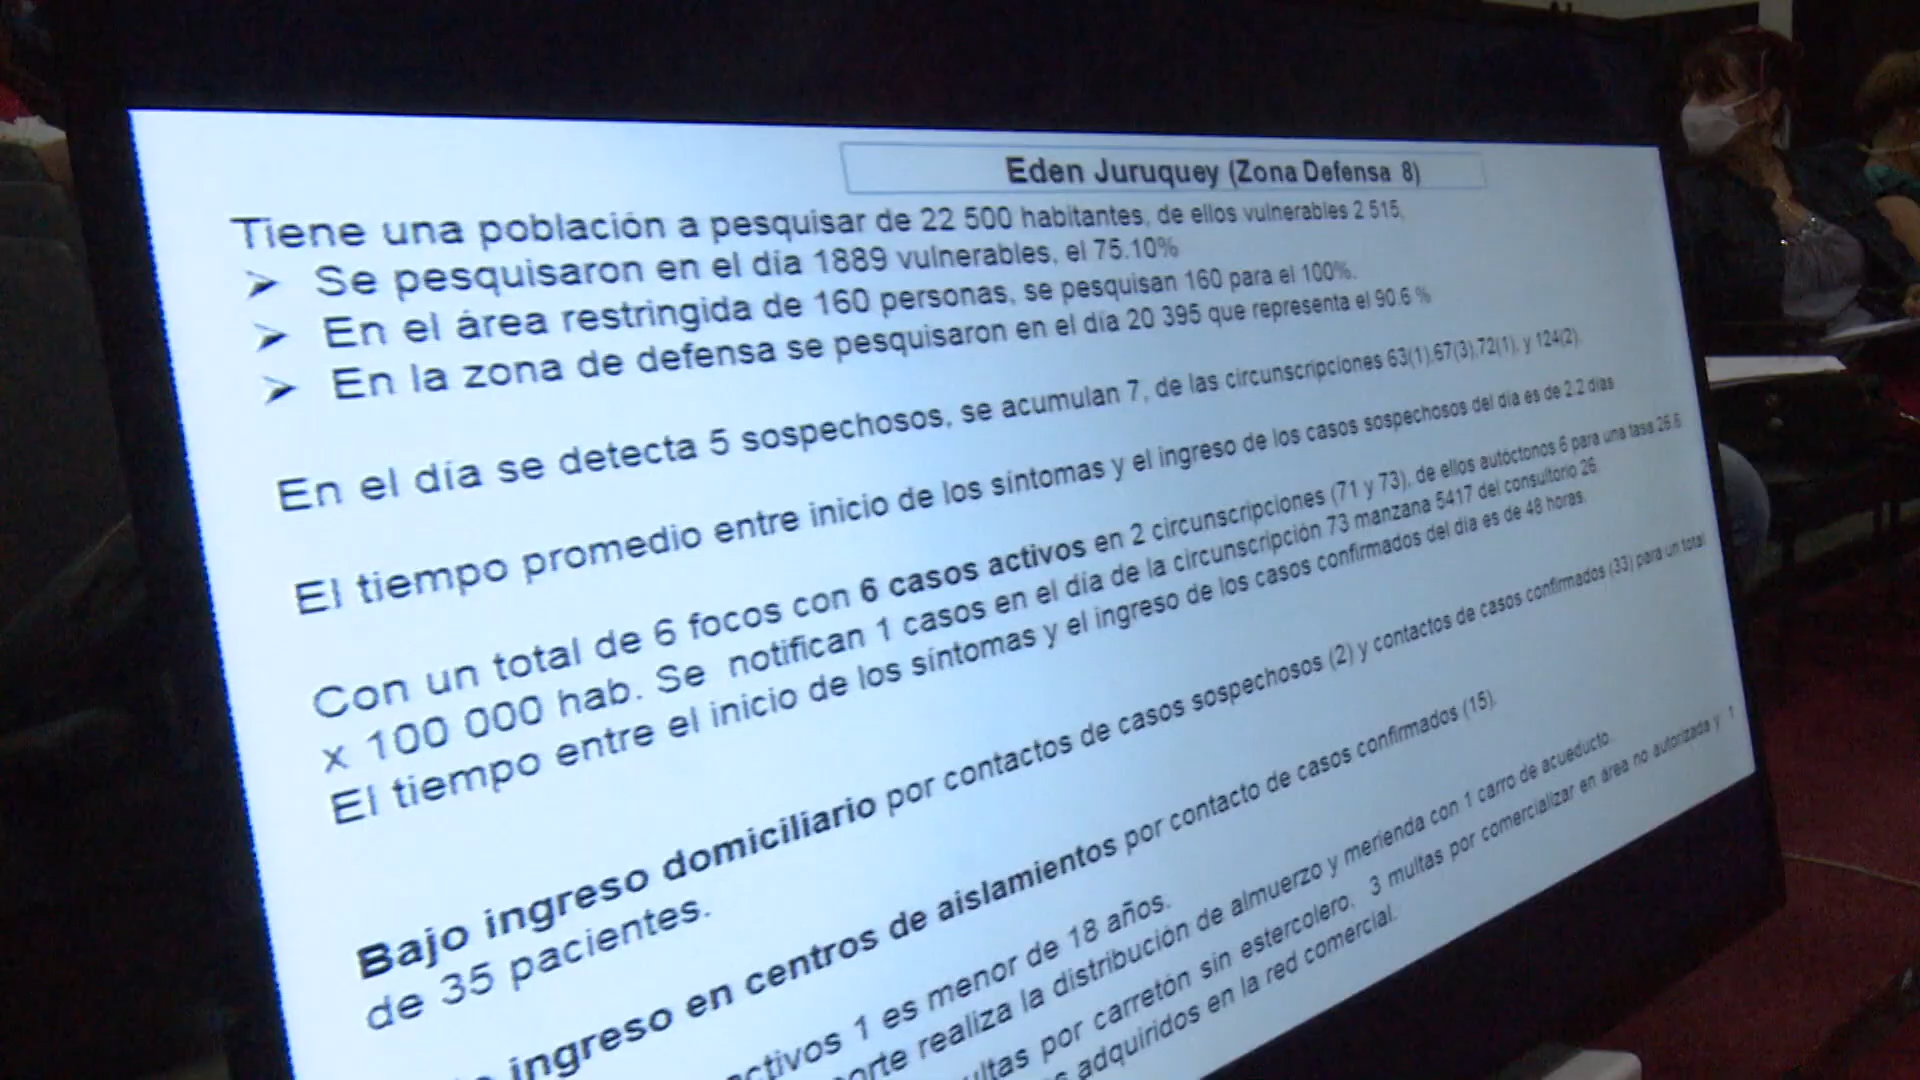 Eden Juruquey (Zona Defensa 8)
Tiene una población a pesquisar de 22 500 habitantes, de ellos vulnerables 2 515,
➢ Se pesquisaron en el día 1889 vulnerables, el 75.10%
➢ En el área restringida de 160 personas, se pesquisan 160 para el 100%.
➢ En la zona de defensa se pesquisaron en el día 20 395 que representa el 90.6 %
En el día se detecta 5 sospechosos, se acumulan 7, de las circunscripciones 63(1),67(3),72(1), y 124(2).
El tiempo promedio entre inicio de los síntomas y el ingreso de los casos sospechosos del día es de 2.2 días
Con un total de 6 focos con 6 casos activos en 2 circunscripciones (71 y 73), de ellos autóctonos 6 para una tasa 26.6
x 100 000 hab. Se notifican 1 casos en el día de la circunscripción 73 manzana 5417 del consultorio 26.
El tiempo entre el inicio de los síntomas y el ingreso de los casos confirmados del día es de 48 horas.
Bajo ingreso domiciliario por contactos de casos sospechosos (2) y contactos de casos confirmados (33) para un total
de 35 pacientes.
ingreso en centros de aislamientos por contacto de casos confirmados (15).
activos 1 es menor de 18 años.
realiza la distribución de almuerzo y merienda con 1 carro de acueducto.
por carretón sin estercolero, 3 multas por comercializar en área no autorizada y 1
adquiridos en la red comercial.